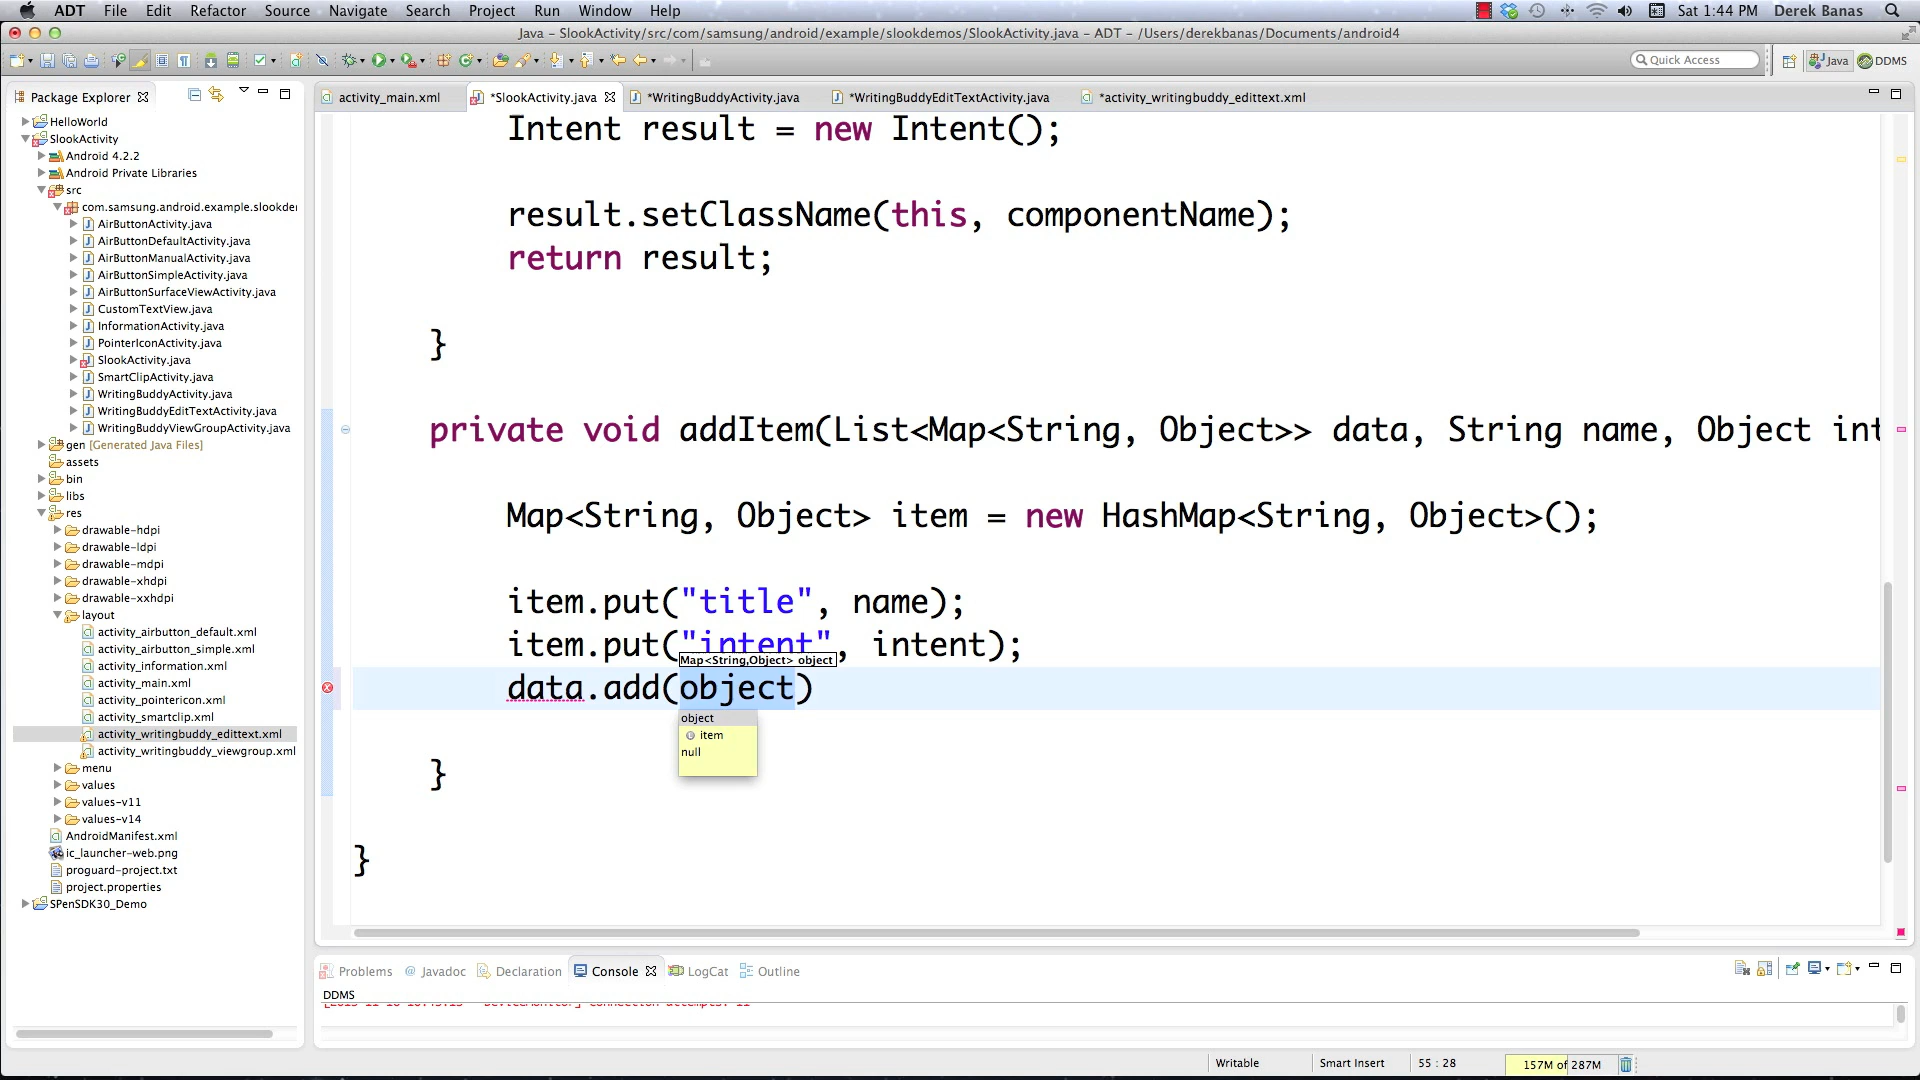 ADT File Edit Refactor Source Navigate Search Project Run Window Help Sat 1:44 PM Derek Banas
Java - SlookActivity/src/com/samsung/android/example/slookdemos/SlookActivity.java - ADT - /Users/derekbanas/Documents/android4
Quick Access Java DDMS
Package Explorer
activity_main.xml *SlookActivity.java *WritingBuddyActivity.java *WritingBuddyEditTextActivity.java *activity_writingbuddy_edittext.xml
HelloWorld
SlookActivity
Android 4.2.2
Android Private Libraries
src
com.samsung.android.example.slookder
AirButtonActivity.java
AirButtonDefaultActivity.java
AirButtonManualActivity.java
AirButtonSimpleActivity.java
AirButtonSurfaceViewActivity.java
CustomTextView.java
InformationActivity.java
PointerIconActivity.java
SlookActivity.java
SmartClipActivity.java
WritingBuddyActivity.java
WritingBuddyEditTextActivity.java
WritingBuddyViewGroupActivity.java
gen [Generated Java Files]
assets
bin
libs
res
drawable-hdpi
drawable-ldpi
drawable-mdpi
drawable-xhdpi
drawable-xxhdpi
layout
activity_airbutton_default.xml
activity_airbutton_simple.xml
activity_information.xml
activity_main.xml
activity_pointericon.xml
activity_smartclip.xml
activity_writingbuddy_edittext.xml
activity_writingbuddy_viewgroup.xml
menu
values
values-v11
values-v14
AndroidManifest.xml
ic_launcher-web.png
proguard-project.txt
project.properties
SPenSDK30_Demo
Intent result = new Intent();
result.setClassName(this, componentName);
return result;
}
private void addItem(List<Map<String, Object>> data, String name, Object int
Map<String, Object> item = new HashMap<String, Object>();
item.put("title", name);
item.put("intent", intent);
Map<String,Object> object
data.add(object)
object
item
null
}
}
Problems @ Javadoc Declaration Console LogCat Outline
DDMS
Writable Smart Insert 55 : 28 157M of 287M